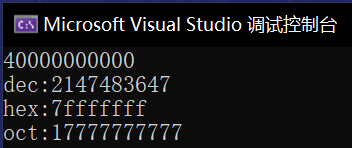 C:\ Microsoft Visual Studio 调试控制台
40000000000
dec:2147483647
hex:7fffffff
oct:17777777777